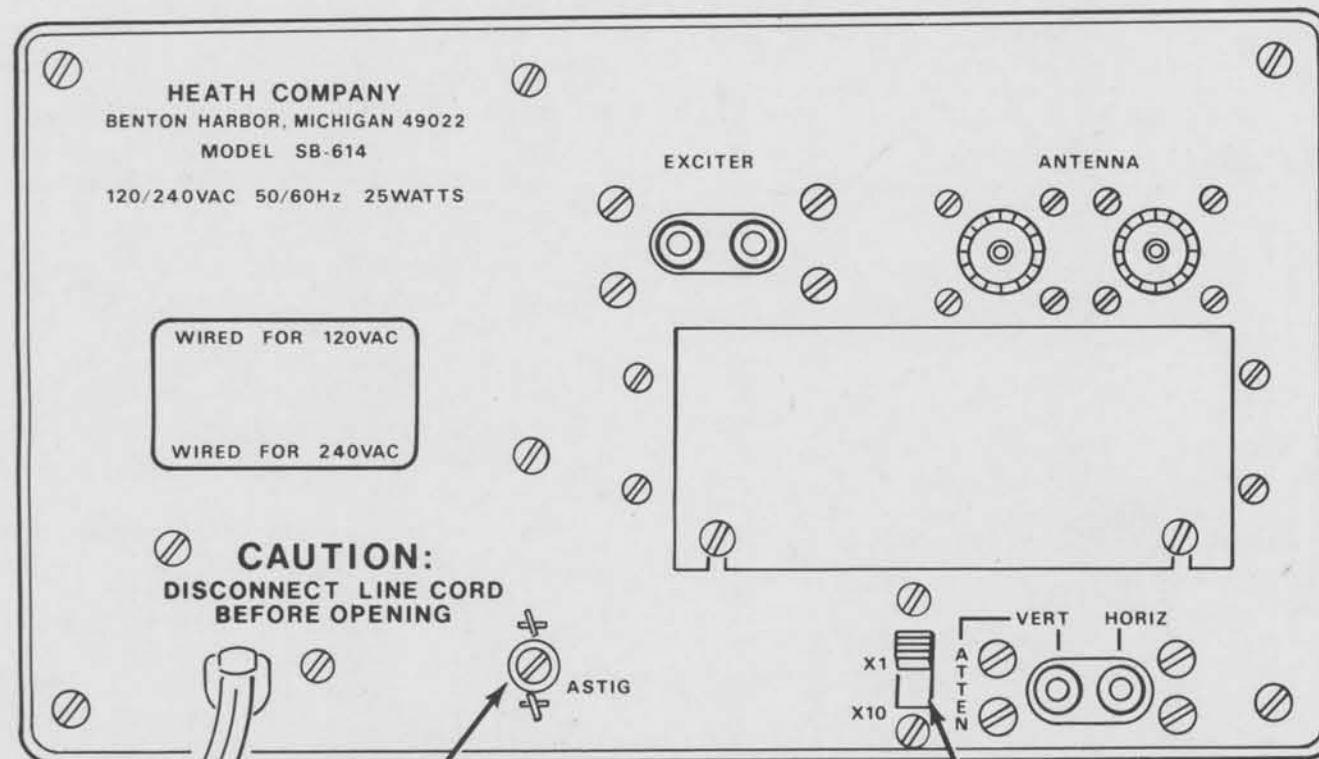 HEATH COMPANY
BENTON HARBOR, MICHIGAN 49022
MODEL SB-614
120/240VAC 50/60Hz 25WATTS
EXCITER
ANTENNA
WIRED FOR 120VAC
WIRED FOR 240VAC
CAUTION:
DISCONNECT LINE CORD
BEFORE OPENING
ASTIG
X1
X10
ATTEN
VERT HORIZ